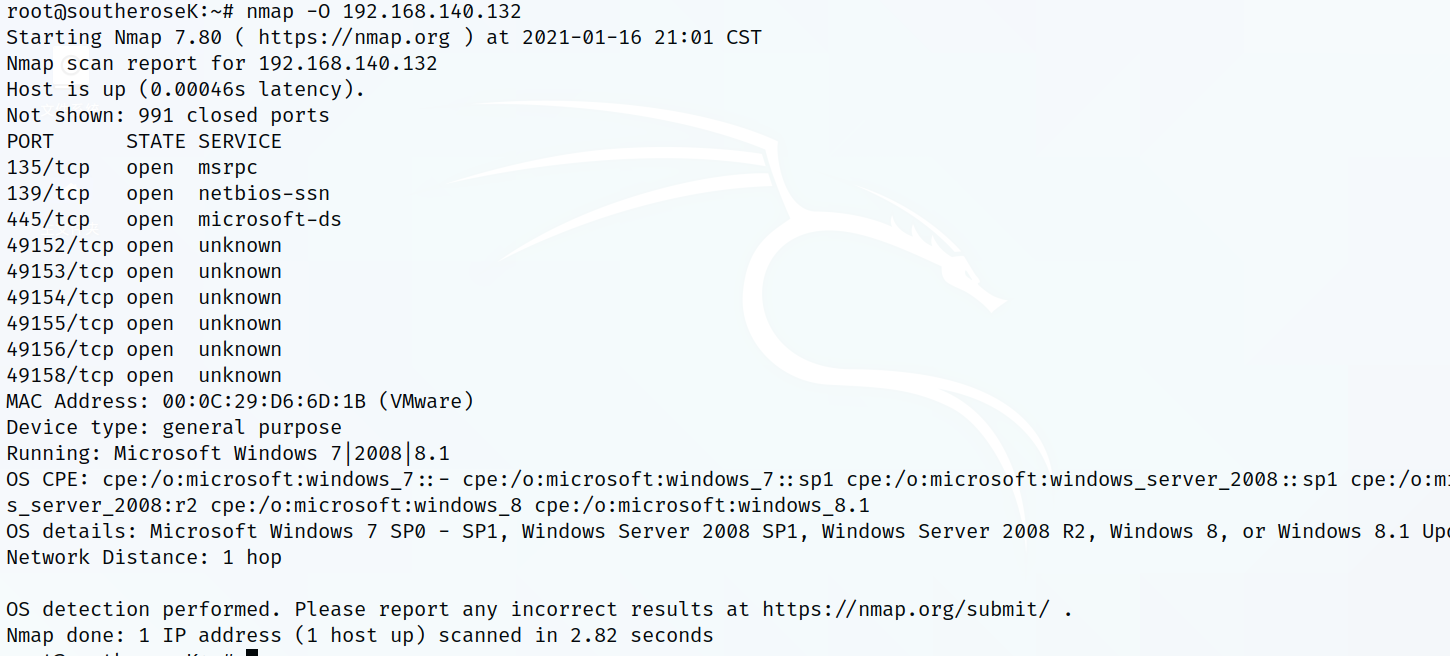 root@southeroseK:~# nmap -O 192.168.140.132
Starting Nmap 7.80 ( https://nmap.org ) at 2021-01-16 21:01 CST
Nmap scan report for 192.168.140.132
Host is up (0.00046s latency).
Not shown: 991 closed ports
PORT      STATE SERVICE
135/tcp   open  msrpc
139/tcp   open  netbios-ssn
445/tcp   open  microsoft-ds
49152/tcp open  unknown
49153/tcp open  unknown
49154/tcp open  unknown
49155/tcp open  unknown
49156/tcp open  unknown
49158/tcp open  unknown
MAC Address: 00:0C:29:D6:6D:1B (VMware)
Device type: general purpose
Running: Microsoft Windows 7|2008|8.1
OS CPE: cpe:/o:microsoft:windows_7::- cpe:/o:microsoft:windows_7::sp1 cpe:/o:microsoft:windows_server_2008::sp1 cpe:/o:m
s_server_2008:r2 cpe:/o:microsoft:windows_8 cpe:/o:microsoft:windows_8.1
OS details: Microsoft Windows 7 SP0 - SP1, Windows Server 2008 SP1, Windows Server 2008 R2, Windows 8, or Windows 8.1
Network Distance: 1 hop
OS detection performed. Please report any incorrect results at https://nmap.org/submit/ .
Nmap done: 1 IP address (1 host up) scanned in 2.82 seconds